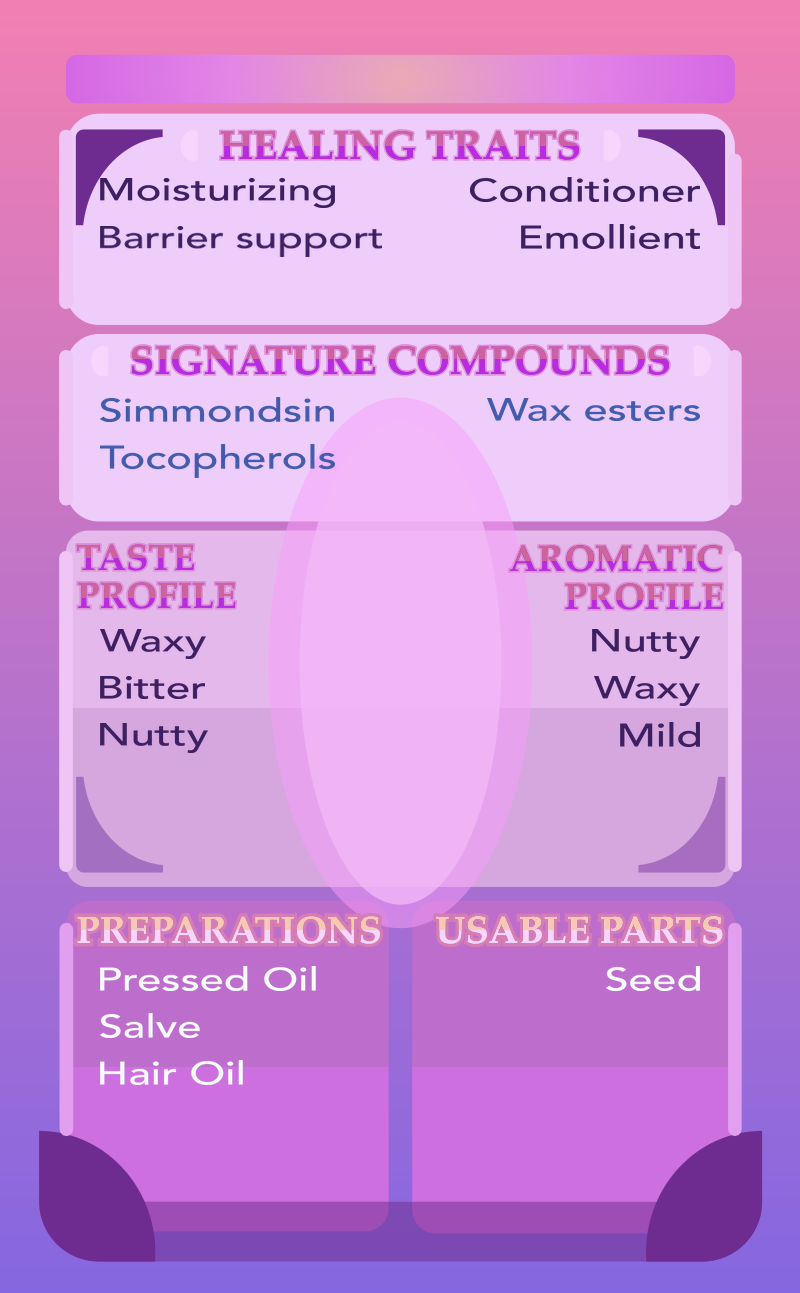 HEALING TRAITS
Moisturizing Conditioner
Barrier support Emollient
SIGNATURE COMPOUNDS
Simmondsin Wax esters
Tocopherols
TASTE PROFILE
Waxy
Bitter
Nutty
AROMATIC PROFILE
Nutty
Waxy
Mild
PREPARATIONS
Pressed Oil
Salve
Hair Oil
USABLE PARTS
Seed